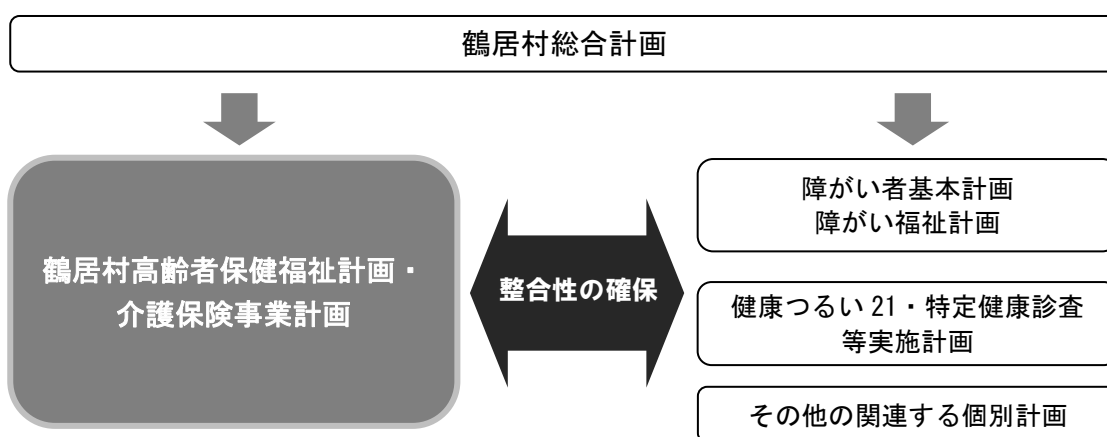 鶴居村総合計画
鶴居村高齢者保健福祉計画・
介護保険事業計画
整合性の確保
障がい者基本計画
障がい福祉計画
健康つるい 21・特定健康診査
等実施計画
その他の関連する個別計画